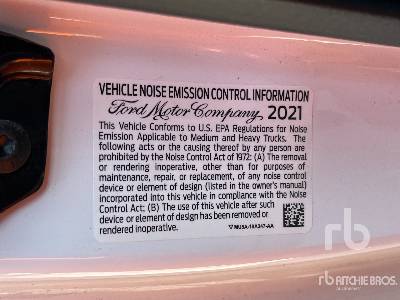 VEHICLE NOISE EMISSION CONTROL INFORMATION
Ford Motor Company 2021
This Vehicle Conforms to U.S. EPA Regulations for Noise
Emission Applicable to Medium and Heavy Trucks. The
following acts or the causing thereof by any person are
prohibited by the Noise Control Act of 1972: (A) The removal
or rendering inoperative, other than for purposes of
maintenance, repair, or replacement, of any noise control
device or element of design (listed in the owner's manual)
incorporated into this vehicle in compliance with the Noise
Control Act; (B) The use of this vehicle after such
device or element of design has been removed or
rendered inoperative.
rb
rb RITCHIE BROS.